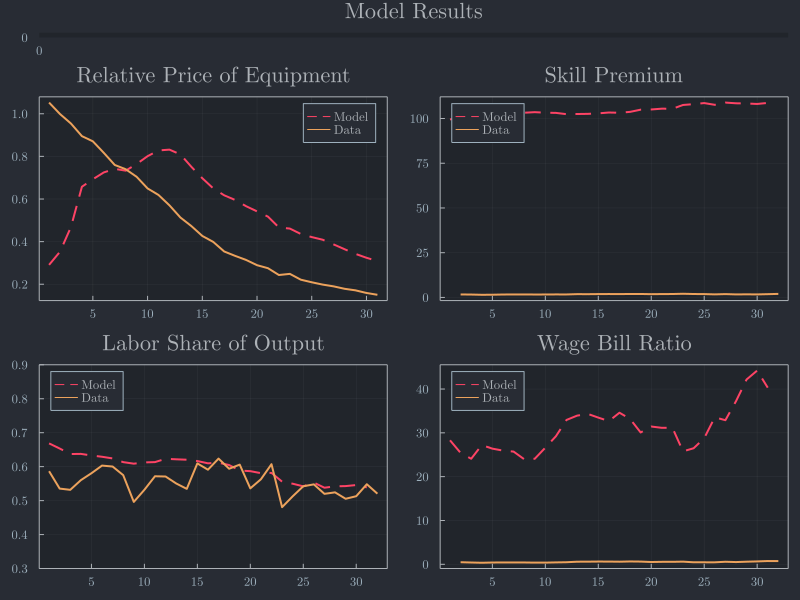 Model Results
0
0
Relative Price of Equipment
Model
Data
1.0
0.8
0.6
0.4
0.2
5 10 15 20 25 30
Skill Premium
Model
Data
100
75
50
25
0
5 10 15 20 25 30
Labor Share of Output
Model
Data
0.9
0.8
0.7
0.6
0.5
0.4
0.3
5 10 15 20 25 30
Wage Bill Ratio
Model
Data
40
30
20
10
0
5 10 15 20 25 30